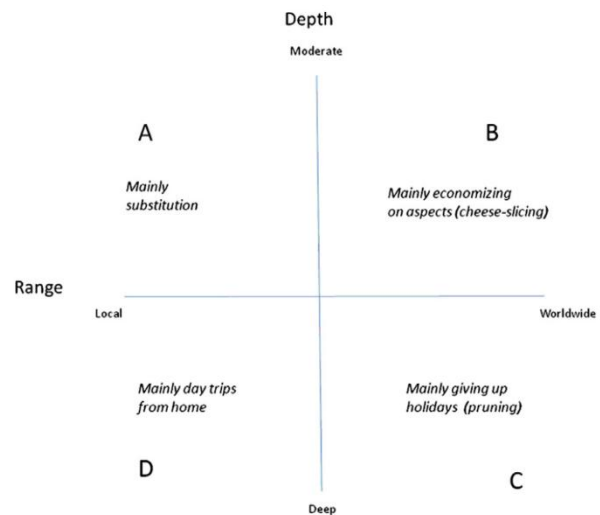 Depth
Moderate
A
B
Mainly
substitution
Mainly economizing
on aspects (cheese-slicing)
Range
Local
Worldwide
Mainly day trips
from home
Mainly giving up
holidays (pruning)
D
C
Deep